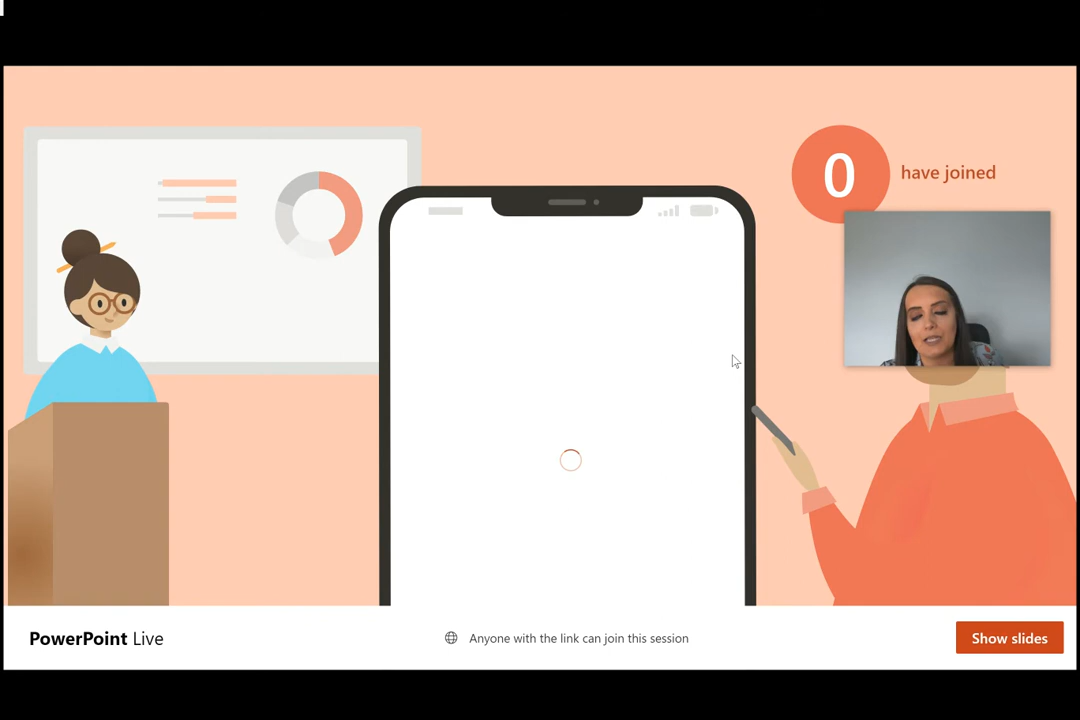 0
have joined
PowerPoint Live
Anyone with the link can join this session
Show slides